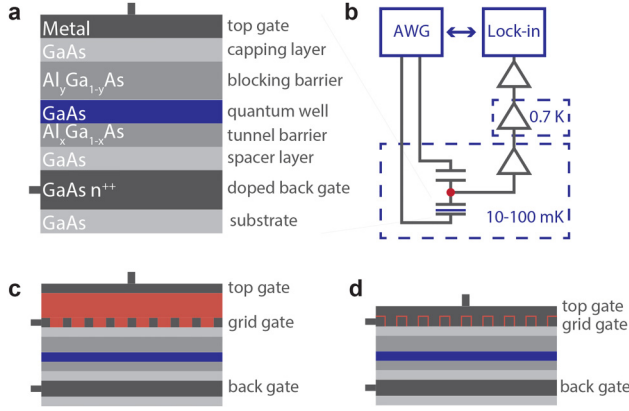 a
Metal top gate
GaAs capping layer
AlyGa1-yAs blocking barrier
GaAs quantum well
AlxGa1-xAs tunnel barrier
GaAs spacer layer
GaAs n++ doped back gate
GaAs substrate
b
AWG Lock-in
0.7 K
10-100 mK
c
top gate
grid gate
back gate
d
top gate
grid gate
back gate